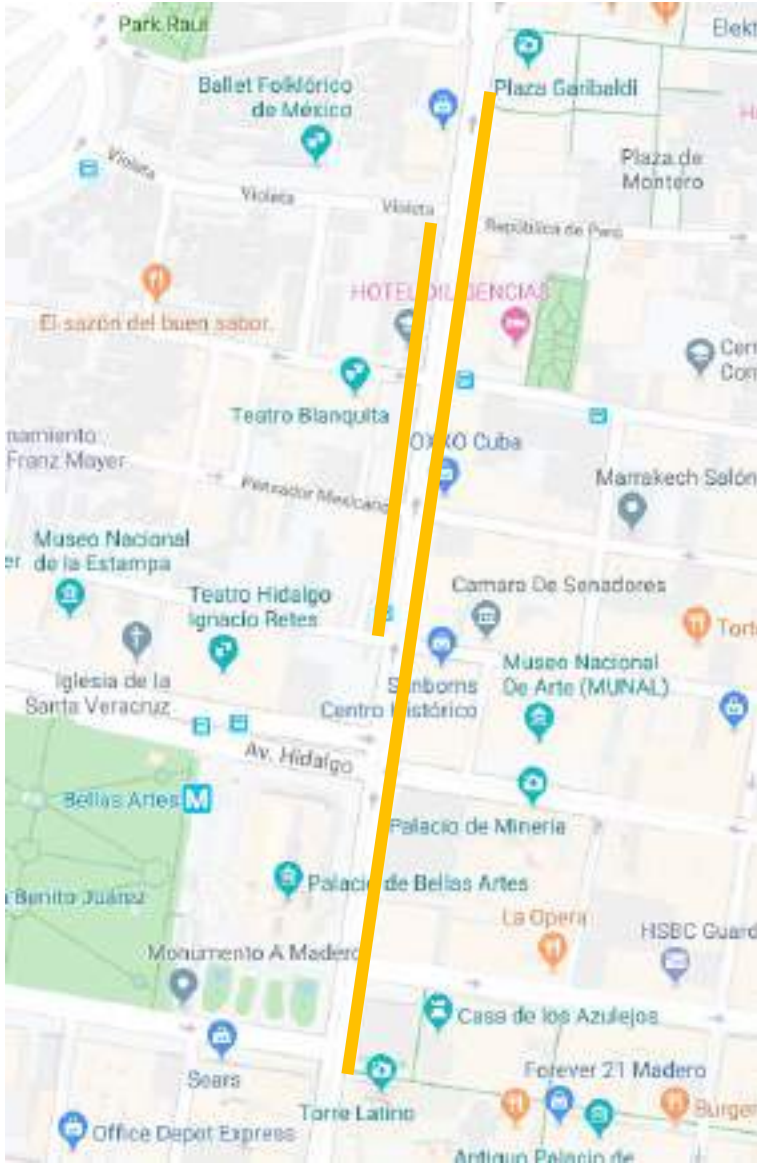 Park Raul
Elekt
Plaza Garibaldi
Ballet Folklórico
de México
Plaza de
Montero
Violeta
Violeta
Violeta
República de Perú
HOTEL DILIGENCIAS
El sazón del buen sabor.
Cen
Con
Teatro Blanquita
namiento
Franz Mayer
OXXO Cuba
Marrakech Salón
Pensador Mexicano
Museo Nacional
de la Estampa
er
Teatro Hidalgo
Ignacio Retes
Camara De Senadores
Torte
Iglesia de la
Santa Veracruz
Sanborns
Centro Histórico
Museo Nacional
De Arte (MUNAL)
Av. Hidalgo
Bellas Artes M
Palacio de Minería
Palacio de Bellas Artes
Benito Juárez
La Opera
HSBC Guard
Monumento A Madero
Casa de los Azulejos
Sears
Forever 21 Madero
Torre Latino
Burger
Office Depot Express
Antiguo Palacio de